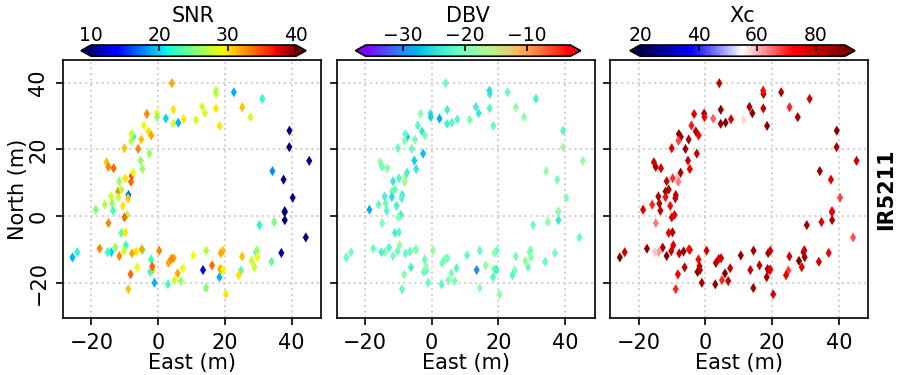 SNR DBV Xc
10 20 30 40 −30 −20 −10 20 40 60 80
40
20
0
−20
North (m)
IR5211
−20 0 20 40 −20 0 20 40 −20 0 20 40
East (m) East (m) East (m)